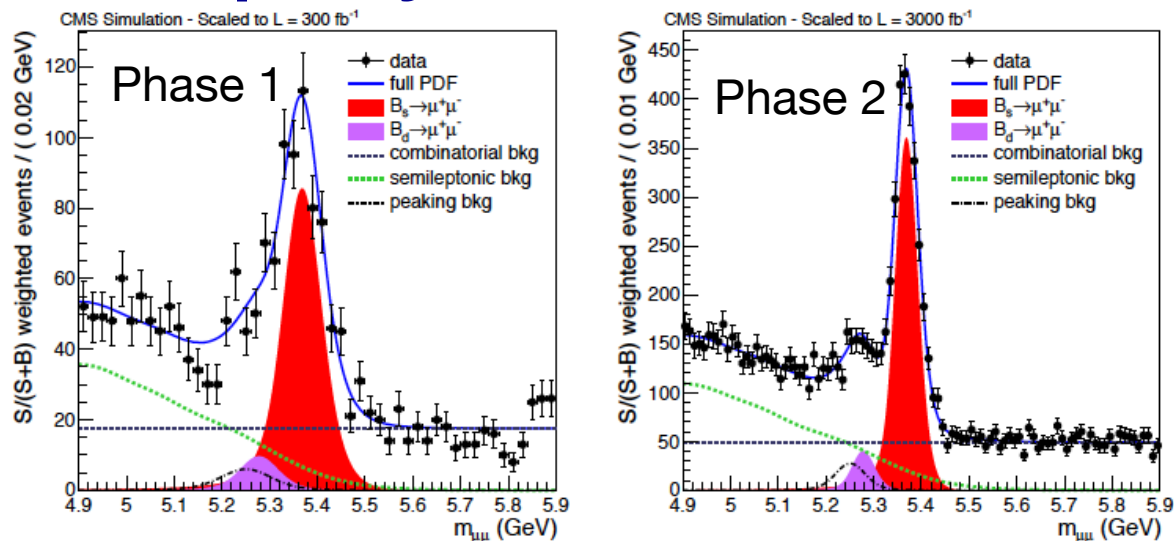 CMS Simulation - Scaled to L = 300 fb⁻¹
S/(S+B) weighted events / ( 0.02 GeV)
120
100
80
60
40
20
0
Phase 1
data
full PDF
Bₛ→μ⁺μ⁻
B_d→μ⁺μ⁻
combinatorial bkg
semileptonic bkg
peaking bkg
4.9 5 5.1 5.2 5.3 5.4 5.5 5.6 5.7 5.8 5.9
m_μμ (GeV)
CMS Simulation - Scaled to L = 3000 fb⁻¹
S/(S+B) weighted events / ( 0.01 GeV)
450
400
350
300
250
200
150
100
50
0
Phase 2
data
full PDF
Bₛ→μ⁺μ⁻
B_d→μ⁺μ⁻
combinatorial bkg
semileptonic bkg
peaking bkg
4.9 5 5.1 5.2 5.3 5.4 5.5 5.6 5.7 5.8 5.9
m_μμ (GeV)